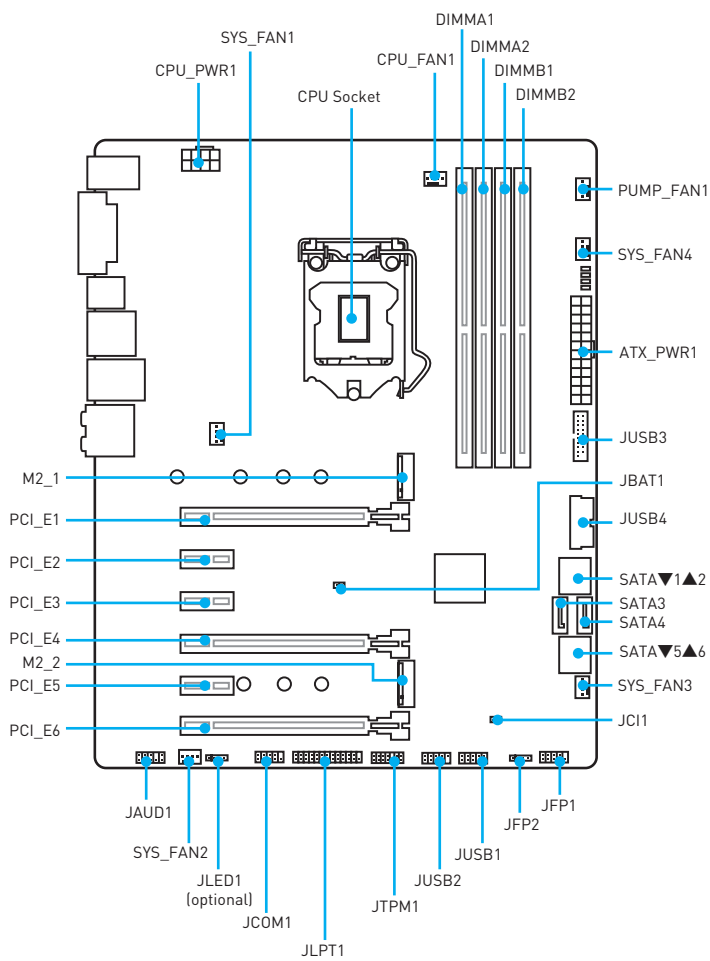 DIMMA1
SYS_FAN1
DIMMA2
CPU_FAN1
CPU_PWR1
DIMMB1
CPU Socket
DIMMB2
PUMP_FAN1
SYS_FAN4
ATX_PWR1
JUSB3
M2_1
JBAT1
PCI_E1
JUSB4
PCI_E2
SATA▼1▲2
PCI_E3
SATA3
SATA4
PCI_E4
SATA▼5▲6
M2_2
PCI_E5
SYS_FAN3
PCI_E6
JCI1
JAUD1
JFP1
JFP2
SYS_FAN2
JUSB1
JLED1
(optional)
JUSB2
JTPM1
JCOM1
JLPT1